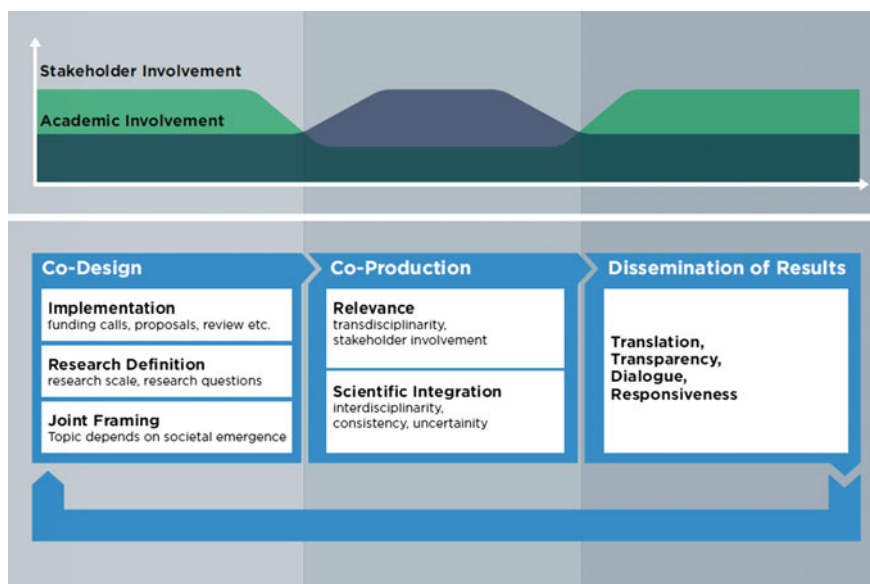 Stakeholder Involvement
Academic Involvement
Co-Design
Implementation
funding calls, proposals, review etc.
Research Definition
research scale, research questions
Joint Framing
Topic depends on societal emergence
Co-Production
Relevance
transdisciplinarity,
stakeholder involvement
Scientific Integration
interdisciplinarity,
consistency, uncertainity
Dissemination of Results
Translation,
Transparency,
Dialogue,
Responsiveness